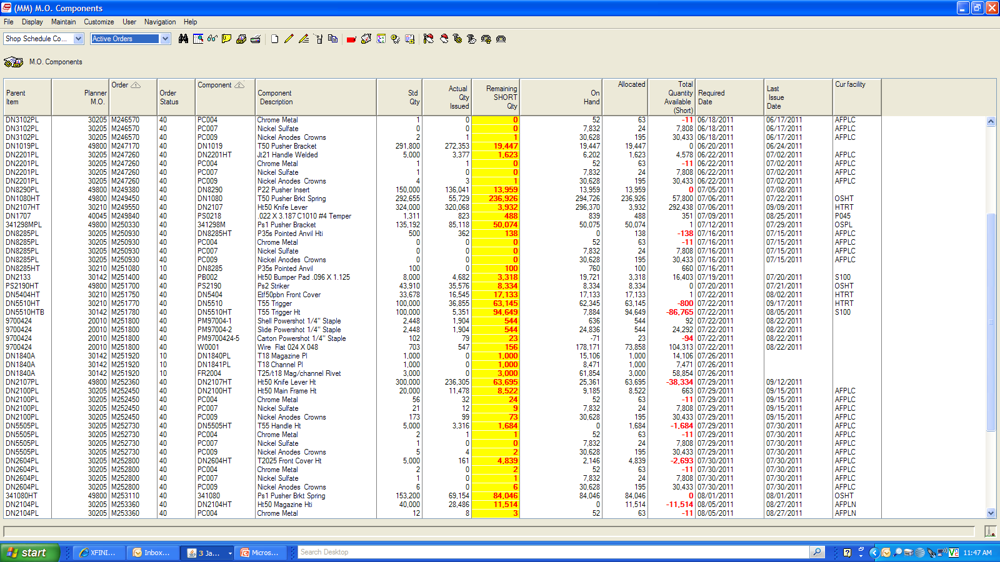 (MM) M.O. Components
File Display Maintain Customize User Navigation Help
Shop Schedule Co... Active Orders
M.O. Components
Parent Item Planner M.O. Order 1 Order Status Component 2 Component Description Std Qty Actual Qty Issued Remaining SHORT Qty On Hand Allocated Total Quantity Available (Short) Required Date Last Issue Date Cur facility
DN3102PL 30205 M246570 40 PC004 Chrome Metal 1 0 0 52 63 -11 06/18/2011 06/17/2011 AFPLC
DN3102PL 30205 M246570 40 PC007 Nickel Sulfate 0 0 0 7,832 24 7,808 06/18/2011 06/17/2011 AFPLC
DN3102PL 30205 M246570 40 PC009 Nickel Anodes Crowns 2 1 1 30,628 195 30,433 06/18/2011 06/17/2011 AFPLC
DN1019PL 49800 M247170 40 DN1019 T50 Pusher Bracket 291,800 272,353 19,447 19,447 19,447 0 06/20/2011 06/24/2011
DN2201PL 30205 M247260 40 DN2201HT Jt21 Handle Welded 5,000 3,377 1,623 6,202 1,623 4,578 06/22/2011 07/02/2011 AFPLC
DN2201PL 30205 M247260 40 PC004 Chrome Metal 1 1 0 52 63 -11 06/22/2011 07/02/2011 AFPLC
DN2201PL 30205 M247260 40 PC007 Nickel Sulfate 1 0 0 7,832 24 7,808 06/22/2011 07/02/2011 AFPLC
DN2201PL 30205 M247260 40 PC009 Nickel Anodes Crowns 4 3 1 30,628 195 30,433 06/22/2011 07/02/2011 AFPLC
DN8290PL 49800 M249380 40 DN8290 P22 Pusher Insert 150,000 136,041 13,959 13,959 13,959 0 07/05/2011 07/08/2011
DN1080HT 49800 M249450 40 DN1080 T50 Pusher Brkt Spring 292,655 55,729 236,926 294,726 236,926 57,800 07/06/2011 07/22/2011 OSHT
DN2107HT 30210 M249550 40 DN2107 Ht50 Knife Lever 324,000 320,068 3,932 296,370 3,932 292,438 07/06/2011 09/09/2011 HTRT
DN1707 40045 M249840 40 PS0218 .022 X 3.187 C1010 #4 Temper 1,311 823 488 839 488 351 07/09/2011 08/25/2011 P045
341298MPL 49800 M250330 40 341298M Ps1 Pusher Bracket 135,192 85,118 50,074 50,075 50,074 1 07/12/2011 07/29/2011 OSPL
DN8285PL 30205 M250930 40 DN8285HT P35s Pointed Anvil Hti 500 362 138 0 138 -138 07/16/2011 07/15/2011 AFPLC
DN8285PL 30205 M250930 40 PC004 Chrome Metal 0 0 0 52 63 -11 07/16/2011 07/15/2011 AFPLC
DN8285PL 30205 M250930 40 PC007 Nickel Sulfate 0 0 0 7,832 24 7,808 07/16/2011 07/15/2011 AFPLC
DN8285PL 30205 M250930 40 PC009 Nickel Anodes Crowns 0 0 0 30,628 195 30,433 07/16/2011 07/15/2011 AFPLC
DN8285HT 30210 M251080 10 DN8285 P35s Pointed Anvil 100 0 100 760 100 660 07/16/2011
DN2133 30142 M251400 40 PB002 Ht50 Bumper Pad .096 X 1.125 8,000 4,682 3,318 19,721 3,318 16,403 07/19/2011 07/20/2011 S100
PS2190HT 49800 M251700 40 PS2190 Ps2 Striker 43,910 35,576 8,334 8,334 8,334 0 07/20/2011 07/21/2011 OSHT
DN5404HT 30210 M251750 40 DN5404 Etf50pbn Front Cover 33,678 16,545 17,133 17,133 17,133 1 07/22/2011 08/02/2011 HTRT
DN5510HT 30210 M251770 40 DN5510 T55 Trigger 100,000 36,855 63,145 62,345 63,145 -800 07/22/2011 09/17/2011 HTRT
DN5510HTB 30142 M251780 40 DN5510HT T55 Trigger Ht 100,000 5,351 94,649 7,884 94,649 -86,765 07/22/2011 08/05/2011 S100
9700424 20010 M251800 40 PM97004-1 Shell Powershot 1/4" Staple 2,448 1,904 544 636 544 92 07/22/2011 08/22/2011
9700424 20010 M251800 40 PM97004-2 Slide Powershot 1/4" Staple 2,448 1,904 544 24,836 544 24,292 07/22/2011 08/22/2011
9700424 20010 M251800 40 PM9700424-5 Carton Powershot 1/4" Staple 102 79 23 -71 23 -94 07/22/2011 08/22/2011
9700424 20010 M251800 40 W0001 Wire Flat 024 X 048 703 547 156 178,171 73,858 104,313 07/22/2011 08/22/2011
DN1840A 30142 M251920 10 DN1840PL T18 Magazine Pl 1,000 0 1,000 15,106 1,000 14,106 07/26/2011
DN1840A 30142 M251920 10 DN1841PL T18 Channel Pl 1,000 0 1,000 8,471 1,000 7,471 07/26/2011
DN1840A 30142 M251920 10 FR2004 T25/t18 Mag/channel Rivet 3,000 0 3,000 61,854 3,000 58,854 07/26/2011
DN2107PL 49800 M252360 40 DN2107HT Ht50 Knife Lever Ht 300,000 236,305 63,695 25,361 63,695 -38,334 07/29/2011 09/12/2011
DN2100PL 30205 M252450 40 DN2100HT Ht50 Main Frame Ht 20,000 11,478 8,522 9,185 8,522 663 07/29/2011 09/15/2011 AFPLC
DN2100PL 30205 M252450 40 PC004 Chrome Metal 56 32 24 52 63 -11 07/29/2011 09/15/2011 AFPLC
DN2100PL 30205 M252450 40 PC007 Nickel Sulfate 21 12 9 7,832 24 7,808 07/29/2011 09/15/2011 AFPLC
DN2100PL 30205 M252450 40 PC009 Nickel Anodes Crowns 173 99 73 30,628 195 30,433 07/29/2011 09/15/2011 AFPLC
DN5505PL 30205 M252730 40 DN5505HT T55 Handle Ht 5,000 3,316 1,684 0 1,684 -1,684 07/29/2011 07/30/2011 AFPLC
DN5505PL 30205 M252730 40 PC004 Chrome Metal 2 1 1 52 63 -11 07/29/2011 07/30/2011 AFPLC
DN5505PL 30205 M252730 40 PC007 Nickel Sulfate 1 0 0 7,832 24 7,808 07/29/2011 07/30/2011 AFPLC
DN5505PL 30205 M252730 40 PC009 Nickel Anodes Crowns 5 4 2 30,628 195 30,433 07/29/2011 07/30/2011 AFPLC
DN2604PL 30205 M252800 40 DN2604HT T2025 Front Cover Ht 5,000 161 4,839 2,146 4,839 -2,693 07/30/2011 07/30/2011 AFPLC
DN2604PL 30205 M252800 40 PC004 Chrome Metal 2 0 2 52 63 -11 07/30/2011 07/30/2011 AFPLC
DN2604PL 30205 M252800 40 PC007 Nickel Sulfate 1 0 1 7,832 24 7,808 07/30/2011 07/30/2011 AFPLC
DN2604PL 30205 M252800 40 PC009 Nickel Anodes Crowns 6 0 6 30,628 195 30,433 07/30/2011 07/30/2011 AFPLC
341080HT 49800 M253110 40 341080 Ps1 Pusher Brkt Spring 153,200 69,154 84,046 84,046 84,046 0 08/01/2011 08/01/2011 OSHT
DN2104PL 30205 M253360 40 DN2104HT Ht50 Magazine Hti 40,000 28,486 11,514 0 11,514 -11,514 08/05/2011 08/27/2011 AFPLN
DN2104PL 30205 M253360 40 PC004 Chrome Metal 12 8 3 52 63 -11 08/05/2011 08/27/2011 AFPLN
start XFINI... Inbox... 3 Ja... Micros... Search Desktop 11:47 AM